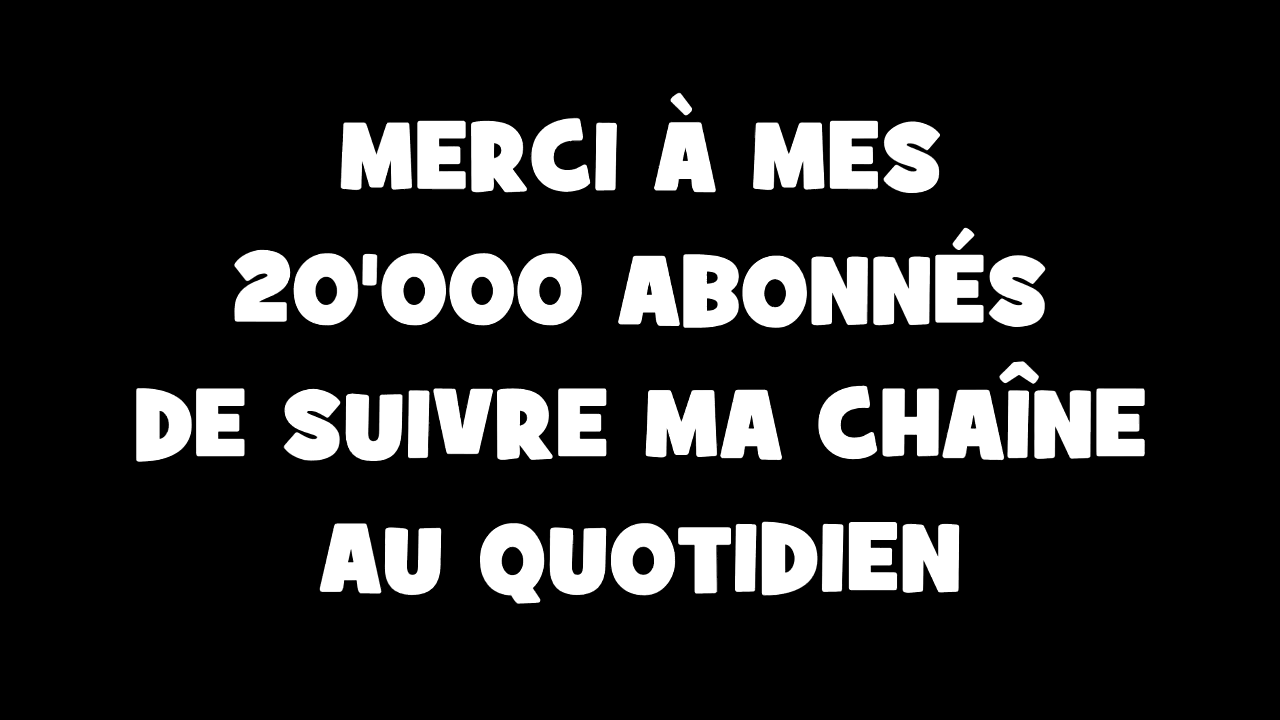 MERCI À MES
20'000 ABONNÉS
DE SUIVRE MA CHAÎNE
AU QUOTIDIEN